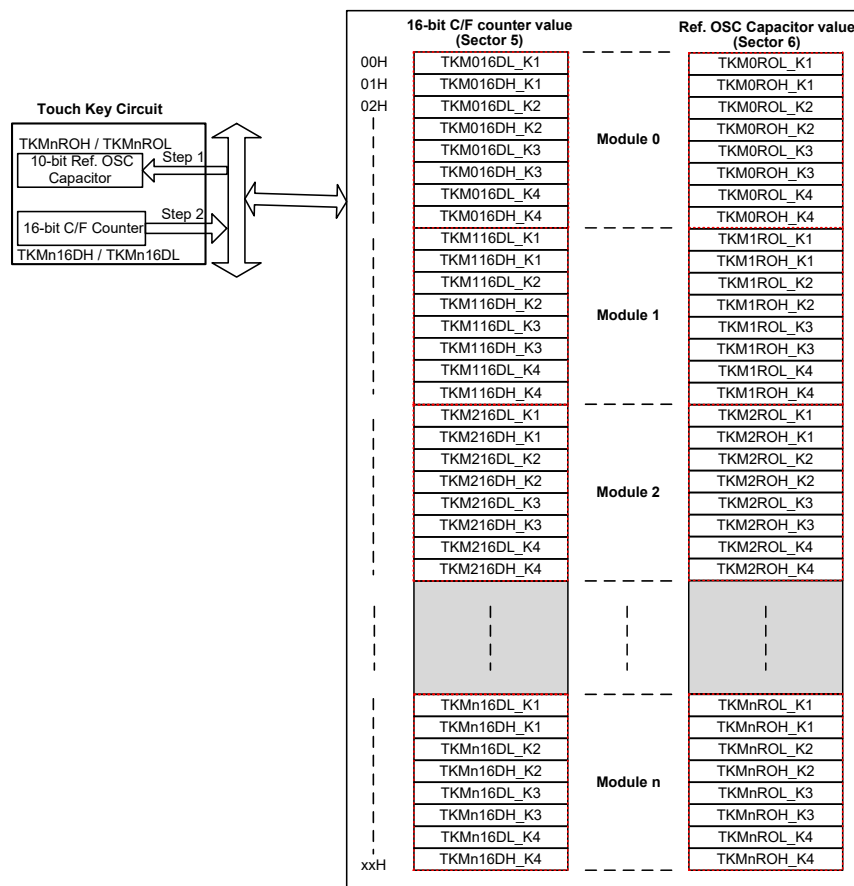 16-bit C/F counter value
(Sector 5)
Ref. OSC Capacitor value
(Sector 6)
Touch Key Circuit
TKMnROH / TKMnROL
10-bit Ref. OSC
Capacitor
Step 1
16-bit C/F Counter
Step 2
TKMn16DH / TKMn16DL
00H
01H
02H
xxH
TKM016DL_K1
TKM016DH_K1
TKM016DL_K2
TKM016DH_K2
TKM016DL_K3
TKM016DH_K3
TKM016DL_K4
TKM016DH_K4
TKM116DL_K1
TKM116DH_K1
TKM116DL_K2
TKM116DH_K2
TKM116DL_K3
TKM116DH_K3
TKM116DL_K4
TKM116DH_K4
TKM216DL_K1
TKM216DH_K1
TKM216DL_K2
TKM216DH_K2
TKM216DL_K3
TKM216DH_K3
TKM216DL_K4
TKM216DH_K4
TKMn16DL_K1
TKMn16DH_K1
TKMn16DL_K2
TKMn16DH_K2
TKMn16DL_K3
TKMn16DH_K3
TKMn16DL_K4
TKMn16DH_K4
Module 0
Module 1
Module 2
Module n
TKM0ROL_K1
TKM0ROH_K1
TKM0ROL_K2
TKM0ROH_K2
TKM0ROL_K3
TKM0ROH_K3
TKM0ROL_K4
TKM0ROH_K4
TKM1ROL_K1
TKM1ROH_K1
TKM1ROL_K2
TKM1ROH_K2
TKM1ROL_K3
TKM1ROH_K3
TKM1ROL_K4
TKM1ROH_K4
TKM2ROL_K1
TKM2ROH_K1
TKM2ROL_K2
TKM2ROH_K2
TKM2ROL_K3
TKM2ROH_K3
TKM2ROL_K4
TKM2ROH_K4
TKMnROL_K1
TKMnROH_K1
TKMnROL_K2
TKMnROH_K2
TKMnROL_K3
TKMnROH_K3
TKMnROL_K4
TKMnROH_K4